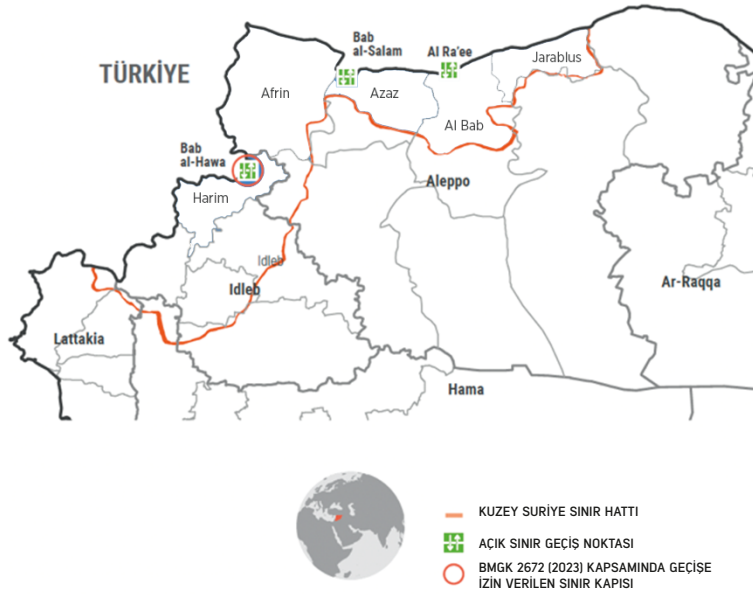 Bab
al-Salam
Al Ra'ee
TÜRKİYE
Jarablus
Afrin
Azaz
Al Bab
Bab
al-Hawa
Aleppo
Harim
Idleb
Idleb
Ar-Raqqa
Lattakia
Hama
KUZEY SURİYE SINIR HATTI
AÇIK SINIR GEÇİŞ NOKTASI
BMGK 2672 (2023) KAPSAMINDA GEÇİŞE
İZİN VERİLEN SINIR KAPISI